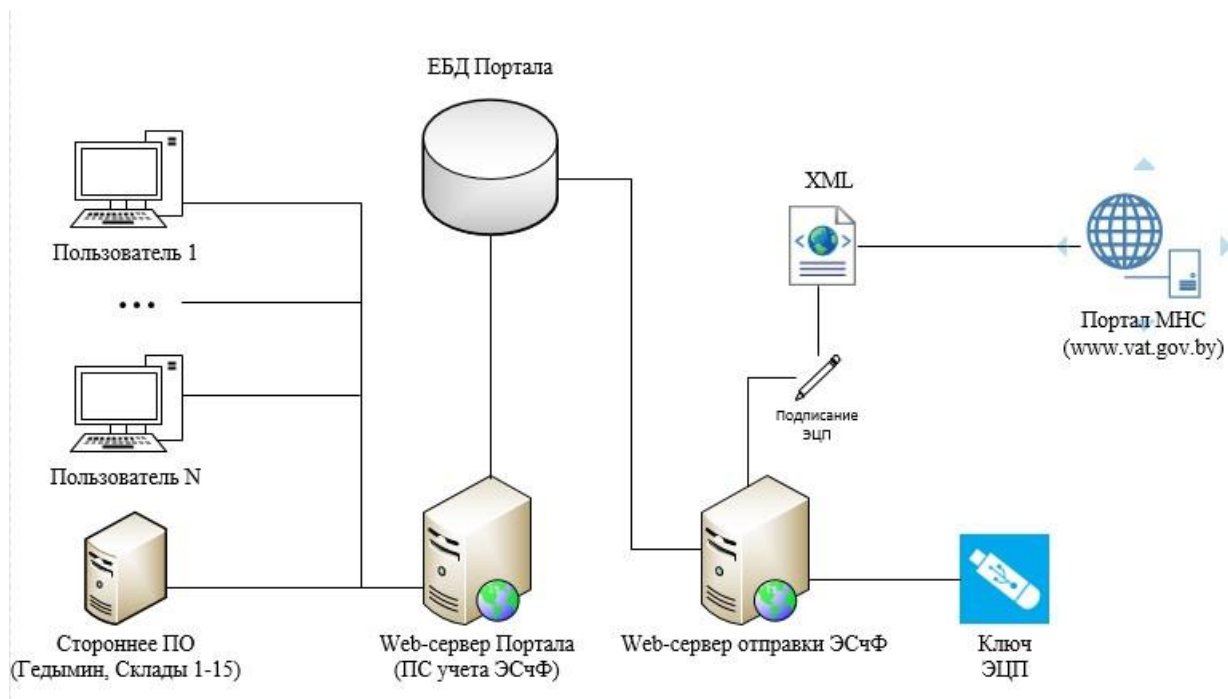 ЕБД Портала
XML
Пользователь 1
...
Портал МНС
(www.vat.gov.by)
Подписание
ЭЦП
Пользователь N
Стороннее ПО
(Гедымин, Склады 1-15)
Web-сервер Портала
(ПС учета ЭСчФ)
Web-сервер отправки ЭСчФ
Ключ
ЭЦП